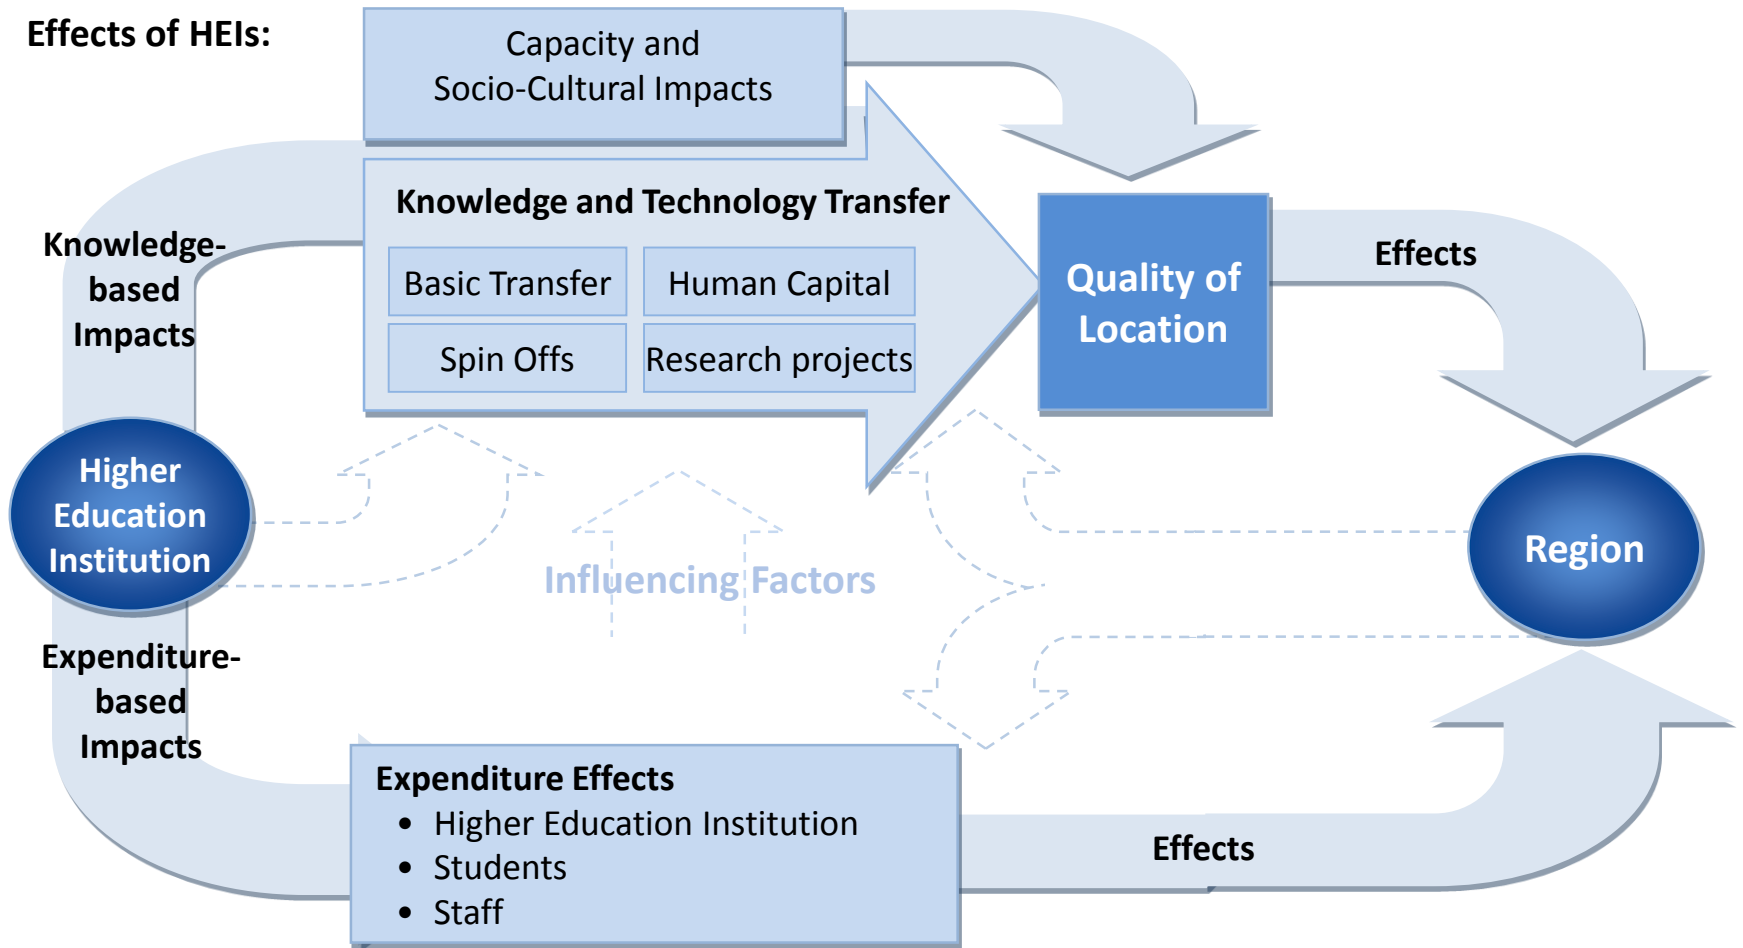 Effects of HEIs:
Capacity and
Socio-Cultural Impacts
Knowledge and Technology Transfer
Basic Transfer
Human Capital
Spin Offs
Research projects
Knowledge-
based
Impacts
Quality of
Location
Effects
Higher
Education
Institution
Influencing Factors
Region
Expenditure-
based
Impacts
Expenditure Effects
• Higher Education Institution
• Students
• Staff
Effects